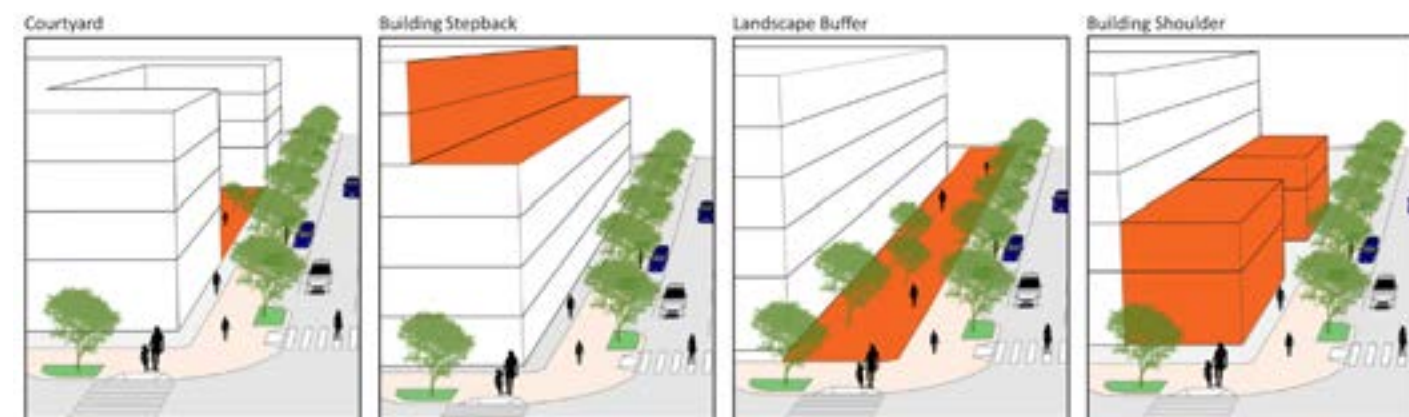 Courtyard
Building Stepback
Landscape Buffer
Building Shoulder